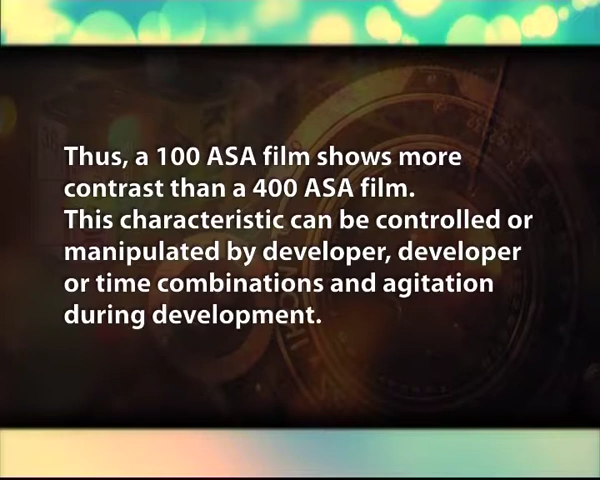 Thus, a 100 ASA film shows more
contrast than a 400 ASA film.
This characteristic can be controlled or
manipulated by developer, developer
or time combinations and agitation
during development.